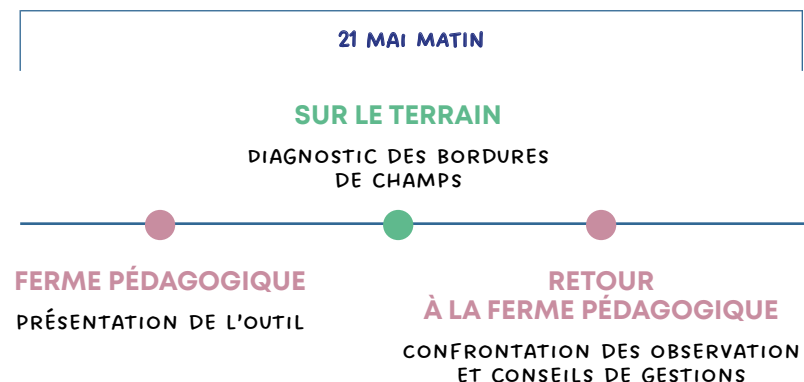 21 MAI MATIN
SUR LE TERRAIN
DIAGNOSTIC DES BORDURES
DE CHAMPS
FERME PÉDAGOGIQUE
PRÉSENTATION DE L'OUTIL
RETOUR
À LA FERME PÉDAGOGIQUE
CONFRONTATION DES OBSERVATION
ET CONSEILS DE GESTIONS